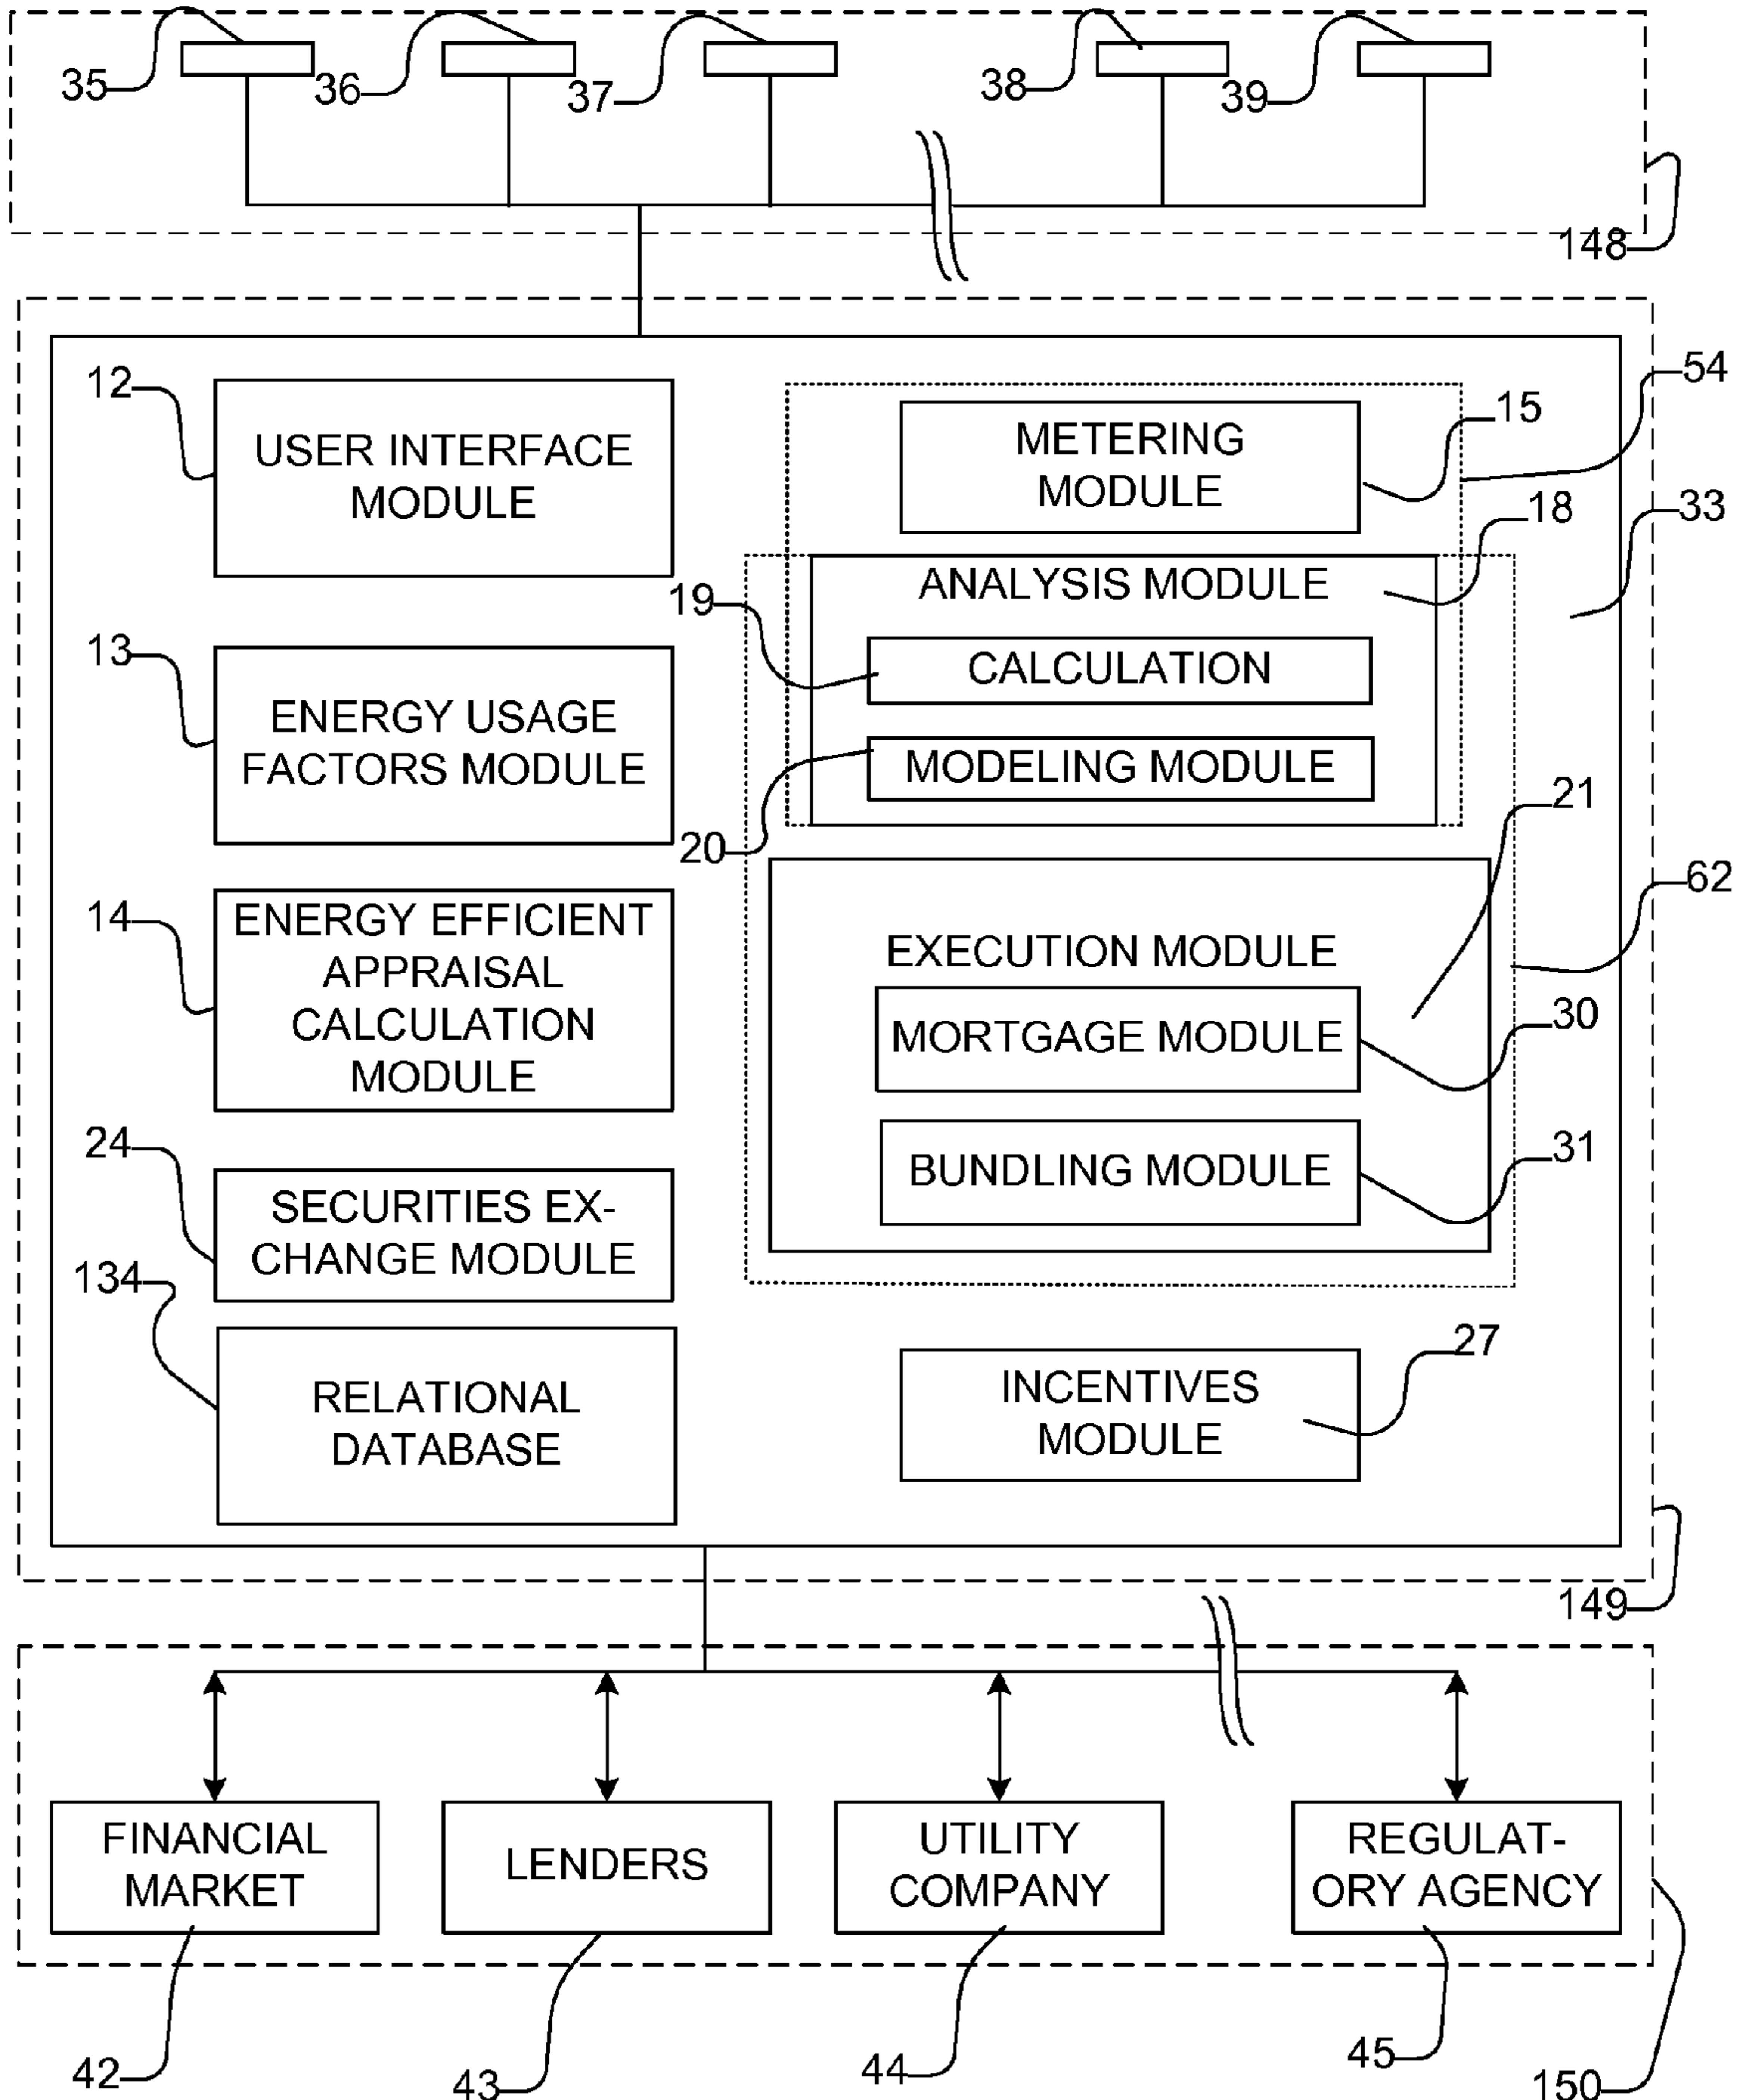 35
36
37
38
39
148
12
USER INTERFACE
MODULE
METERING
MODULE
15
54
18
33
13
ENERGY USAGE
FACTORS MODULE
ANALYSIS MODULE
19
CALCULATION
20
MODELING MODULE
21
62
14
ENERGY EFFICIENT
APPRAISAL
CALCULATION
MODULE
EXECUTION MODULE
MORTGAGE MODULE
30
BUNDLING MODULE
31
24
SECURITIES EX-
CHANGE MODULE
134
RELATIONAL
DATABASE
INCENTIVES
MODULE
27
149
FINANCIAL
MARKET
LENDERS
UTILITY
COMPANY
REGULAT-
ORY AGENCY
42
43
44
45
150